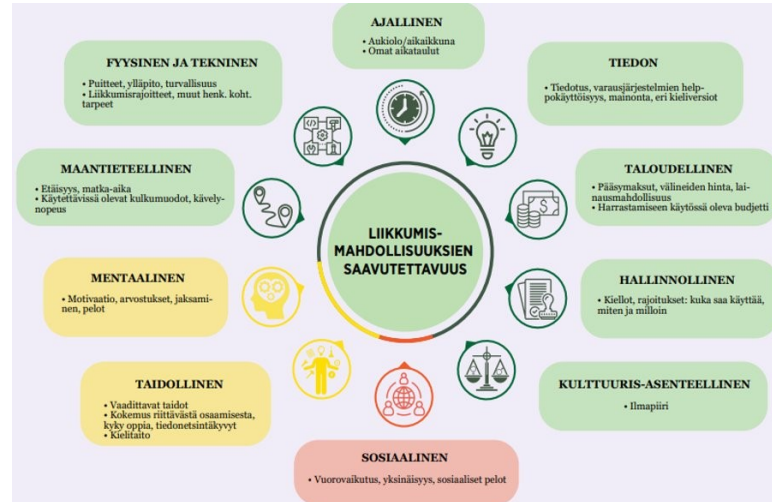 AJALLINEN
• Aukiolo/aikaikkuna
• Omat aikataulut
FYYSINEN JA TEKNINEN
• Puitteet, ylläpito, turvallisuus
• Liikkumisrajoitteet, muut henk. koht.
tarpeet
TIEDON
• Tiedotus, varausjärjestelmien help-
pokäyttöisyys, mainonta, eri kieliversiot
MAANTIETEELLINEN
• Etäisyys, matka-aika
• Käytettävissä olevat kulkumuodot, kävely-
nopeus
TALOUDELLINEN
• Pääsymaksut, välineiden hinta, lai-
nausmahdollisuus
• Harrastamiseen käytössä oleva budjetti
LIIKKUMIS-
MAHDOLLISUUKSIEN
SAAVUTETTAVUUS
MENTAALINEN
• Motivaatio, arvostukset, jaksami-
nen, pelot
HALLINNOLLINEN
• Kiellot, rajoitukset: kuka saa käyttää,
miten ja milloin
TAIDOLLINEN
• Vaadittavat taidot
• Kokemus riittävästä osaamisesta,
kyky oppia, tiedonetsintäkyvyt
• Kielitaito
KULTTUURIS-ASENTEELLINEN
• Ilmapiiri
SOSIAALINEN
• Vuorovaikutus, yksinäisyys, sosiaaliset pelot